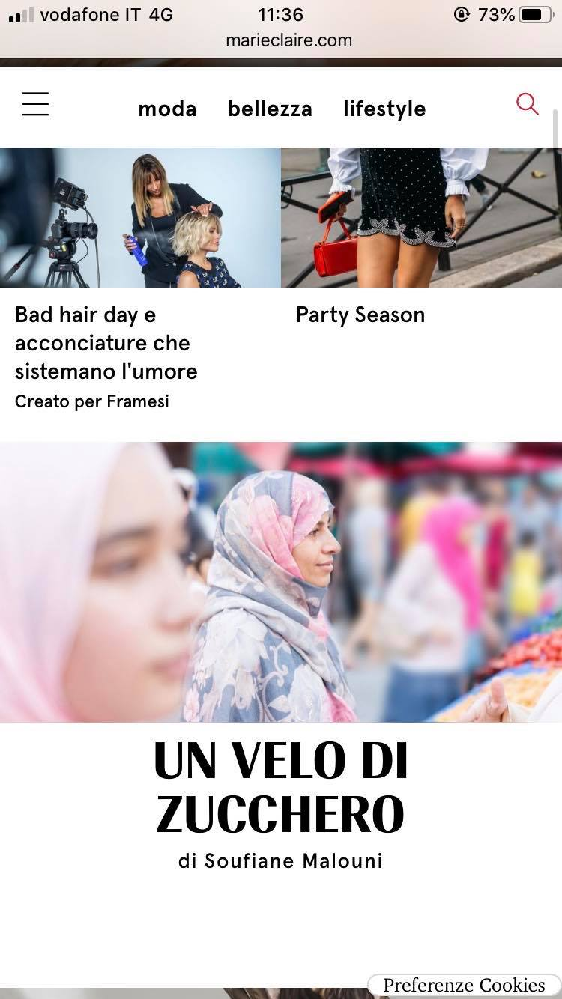 vodafone IT 4G 11:36 73%
marieclaire.com
moda bellezza lifestyle
Bad hair day e
acconciature che
sistemano l'umore
Creato per Framesi
Party Season
UN VELO DI
ZUCCHERO
di Soufiane Malouni
Preferenze Cookies